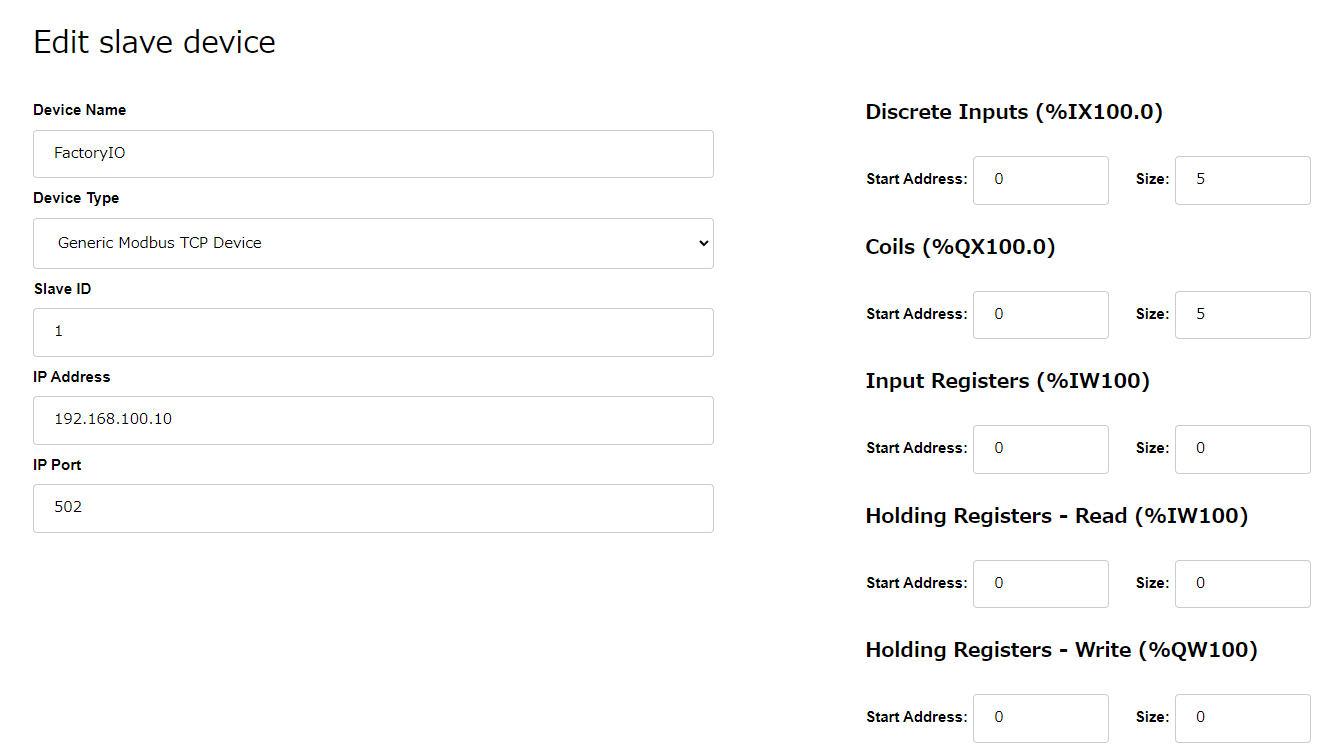 Edit slave device
Device Name
FactoryIO
Device Type
Generic Modbus TCP Device
Slave ID
1
IP Address
192.168.100.10
IP Port
502
Discrete Inputs (%IX100.0)
Start Address: 0 Size: 5
Coils (%QX100.0)
Start Address: 0 Size: 5
Input Registers (%IW100)
Start Address: 0 Size: 0
Holding Registers - Read (%IW100)
Start Address: 0 Size: 0
Holding Registers - Write (%QW100)
Start Address: 0 Size: 0